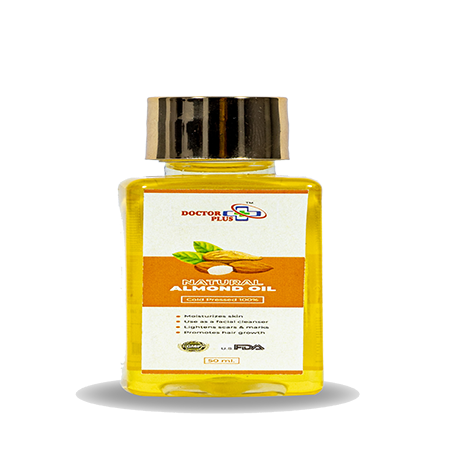 DOCTOR
PLUS
TM
NATURAL
ALMOND OIL
Cold Pressed 100%
Moisturizes skin
Use as a facial cleanser
Lightens scars & marks
Promotes hair growth
FDA
50 ml.